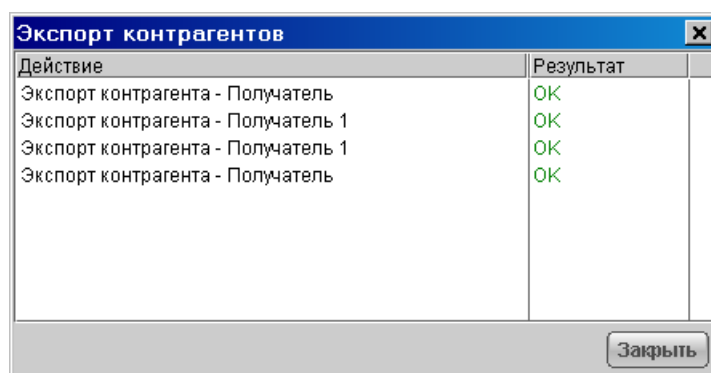 Экспорт контрагентов
Действие Результат
Экспорт контрагента - Получатель OK
Экспорт контрагента - Получатель 1 OK
Экспорт контрагента - Получатель 1 OK
Экспорт контрагента - Получатель OK
Закрыть